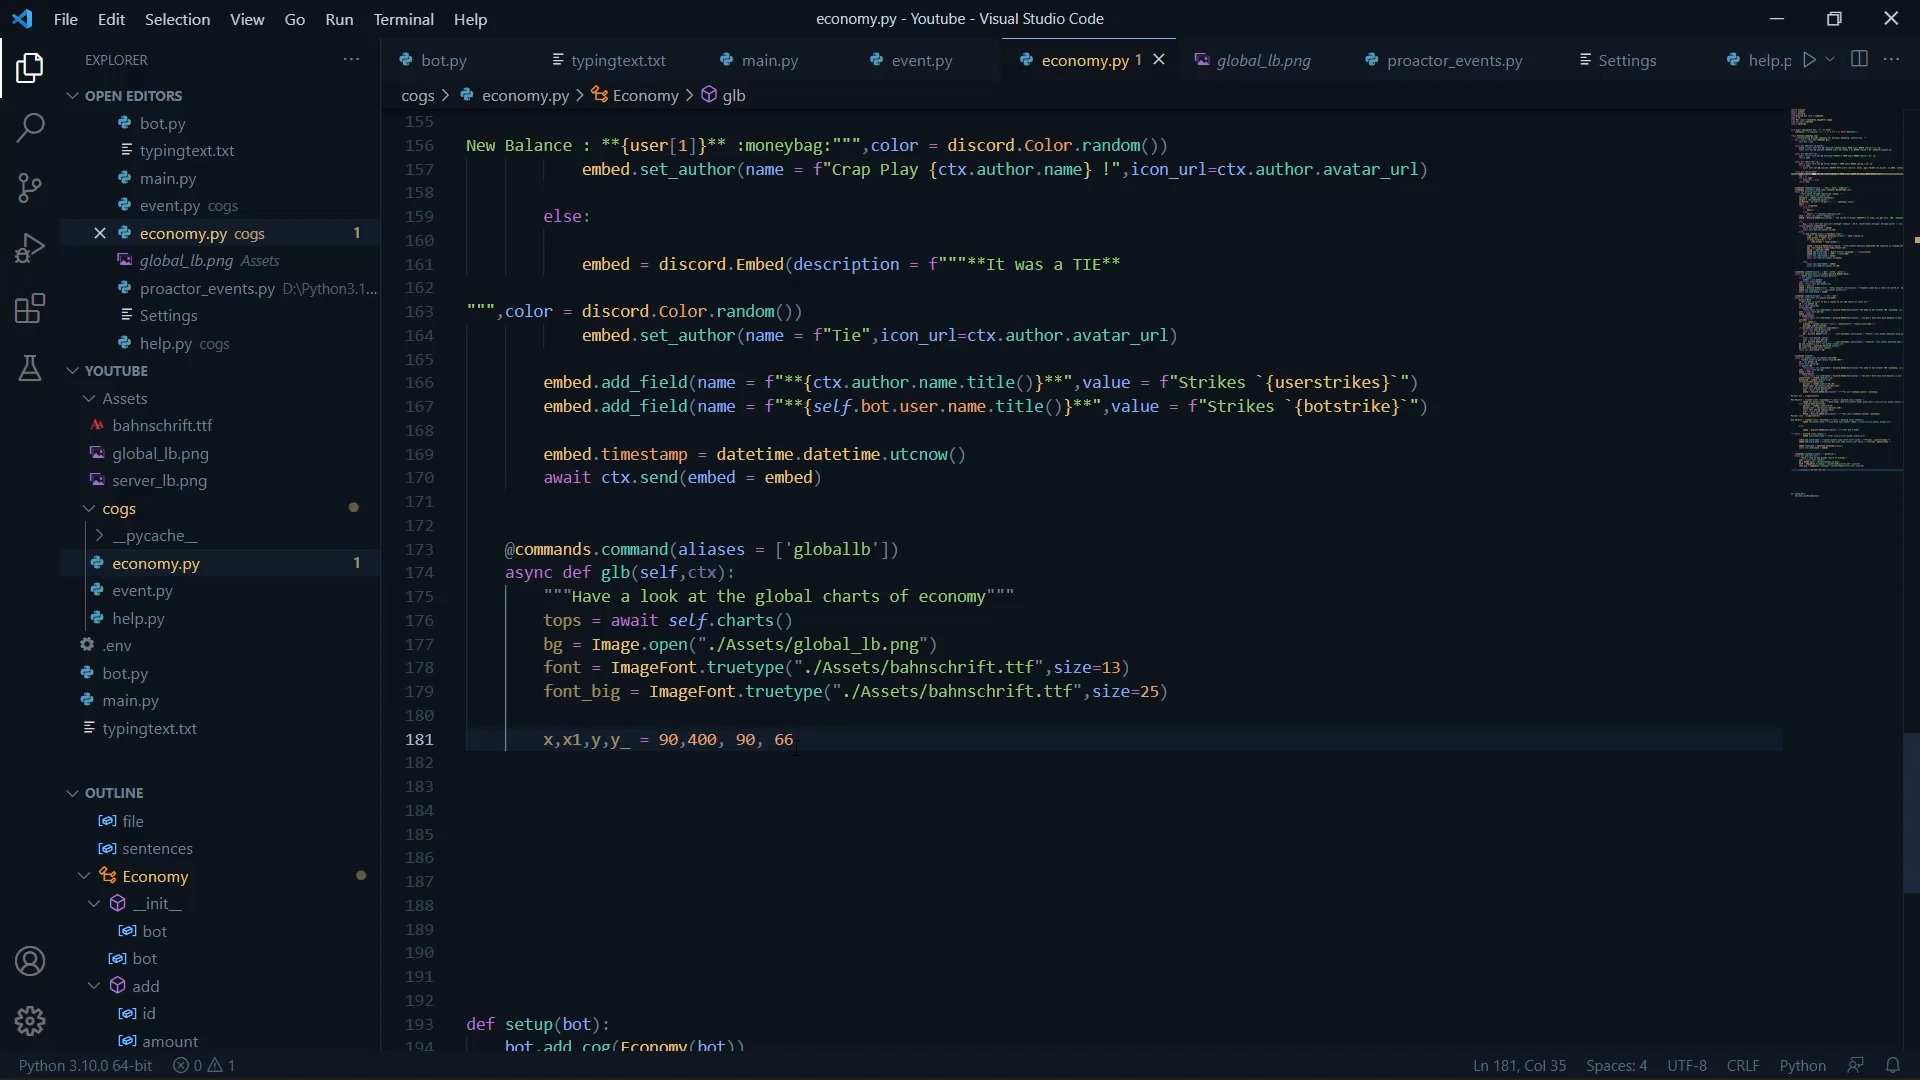 File Edit Selection View Go Run Terminal Help
economy.py - Youtube - Visual Studio Code
EXPLORER
OPEN EDITORS
bot.py
typingtext.txt
main.py
event.py cogs
economy.py cogs 1
global_lb.png Assets
proactor_events.py D:\Python3.1...
Settings
help.py cogs
YOUTUBE
Assets
bahnschrift.ttf
global_lb.png
server_lb.png
cogs
__pycache__
economy.py 1
event.py
help.py
.env
bot.py
main.py
typingtext.txt
OUTLINE
file
sentences
Economy
__init__
bot
bot
add
id
amount
bot.py typingtext.txt main.py event.py economy.py 1 global_lb.png proactor_events.py Settings help.p
cogs > economy.py > Economy > glb
155
156 New Balance : **{user[1]}** :moneybag:""",color = discord.Color.random())
157 embed.set_author(name = f"Crap Play {ctx.author.name} !",icon_url=ctx.author.avatar_url)
158
159 else:
160
161 embed = discord.Embed(description = f"""**It was a TIE**
162
163 """,color = discord.Color.random())
164 embed.set_author(name = f"Tie",icon_url=ctx.author.avatar_url)
165
166 embed.add_field(name = f"**{ctx.author.name.title()}**",value = f"Strikes `{userstrikes}`")
167 embed.add_field(name = f"**{self.bot.user.name.title()}**",value = f"Strikes `{botstrike}`")
168
169 embed.timestamp = datetime.datetime.utcnow()
170 await ctx.send(embed = embed)
171
172
173 @commands.command(aliases = ['globallb'])
174 async def glb(self,ctx):
175 """Have a look at the global charts of economy"""
176 tops = await self.charts()
177 bg = Image.open("./Assets/global_lb.png")
178 font = ImageFont.truetype("./Assets/bahnschrift.ttf",size=13)
179 font_big = ImageFont.truetype("./Assets/bahnschrift.ttf",size=25)
180
181 x,x1,y,y_ = 90,400, 90, 66
182
183
184
185
186
187
188
189
190
191
192
193 def setup(bot):
194 bot.add_cog(Economy(bot))
Python 3.10.0 64-bit 0 1
Ln 181, Col 35 Spaces: 4 UTF-8 CRLF Python